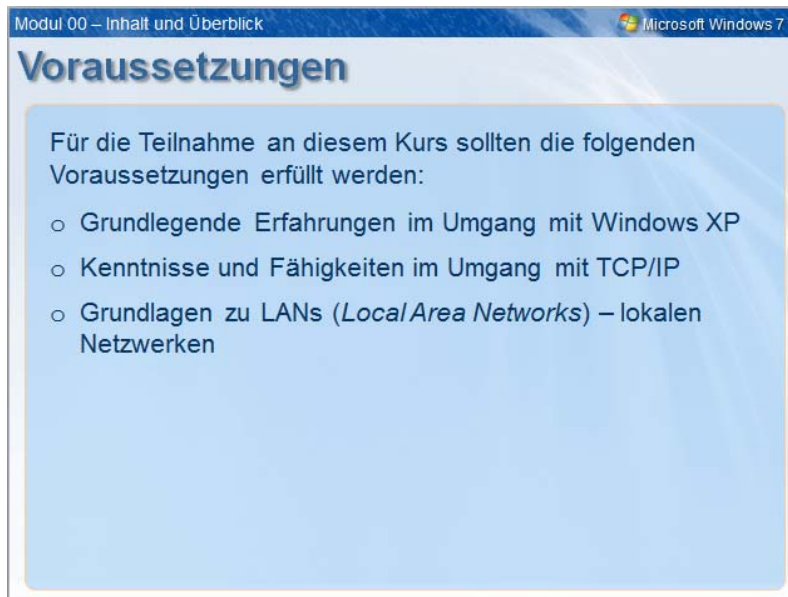 Modul 00 – Inhalt und Überblick
Microsoft Windows 7
Voraussetzungen
Für die Teilnahme an diesem Kurs sollten die folgenden
Voraussetzungen erfüllt werden:
o Grundlegende Erfahrungen im Umgang mit Windows XP
o Kenntnisse und Fähigkeiten im Umgang mit TCP/IP
o Grundlagen zu LANs (Local Area Networks) – lokalen
Netzwerken